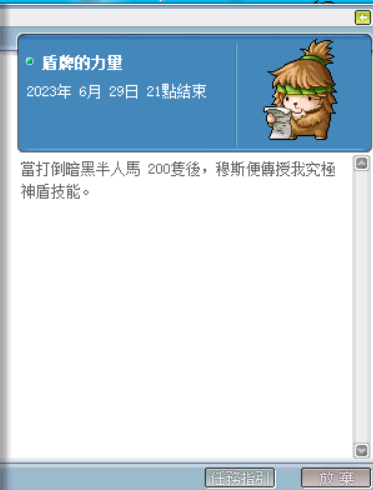 盾牌的力量
2023年 6月 29日 21點結束
當打倒暗黑半人馬 200隻後，穆斯便傳授我究極
神盾技能。
任務指引
放棄